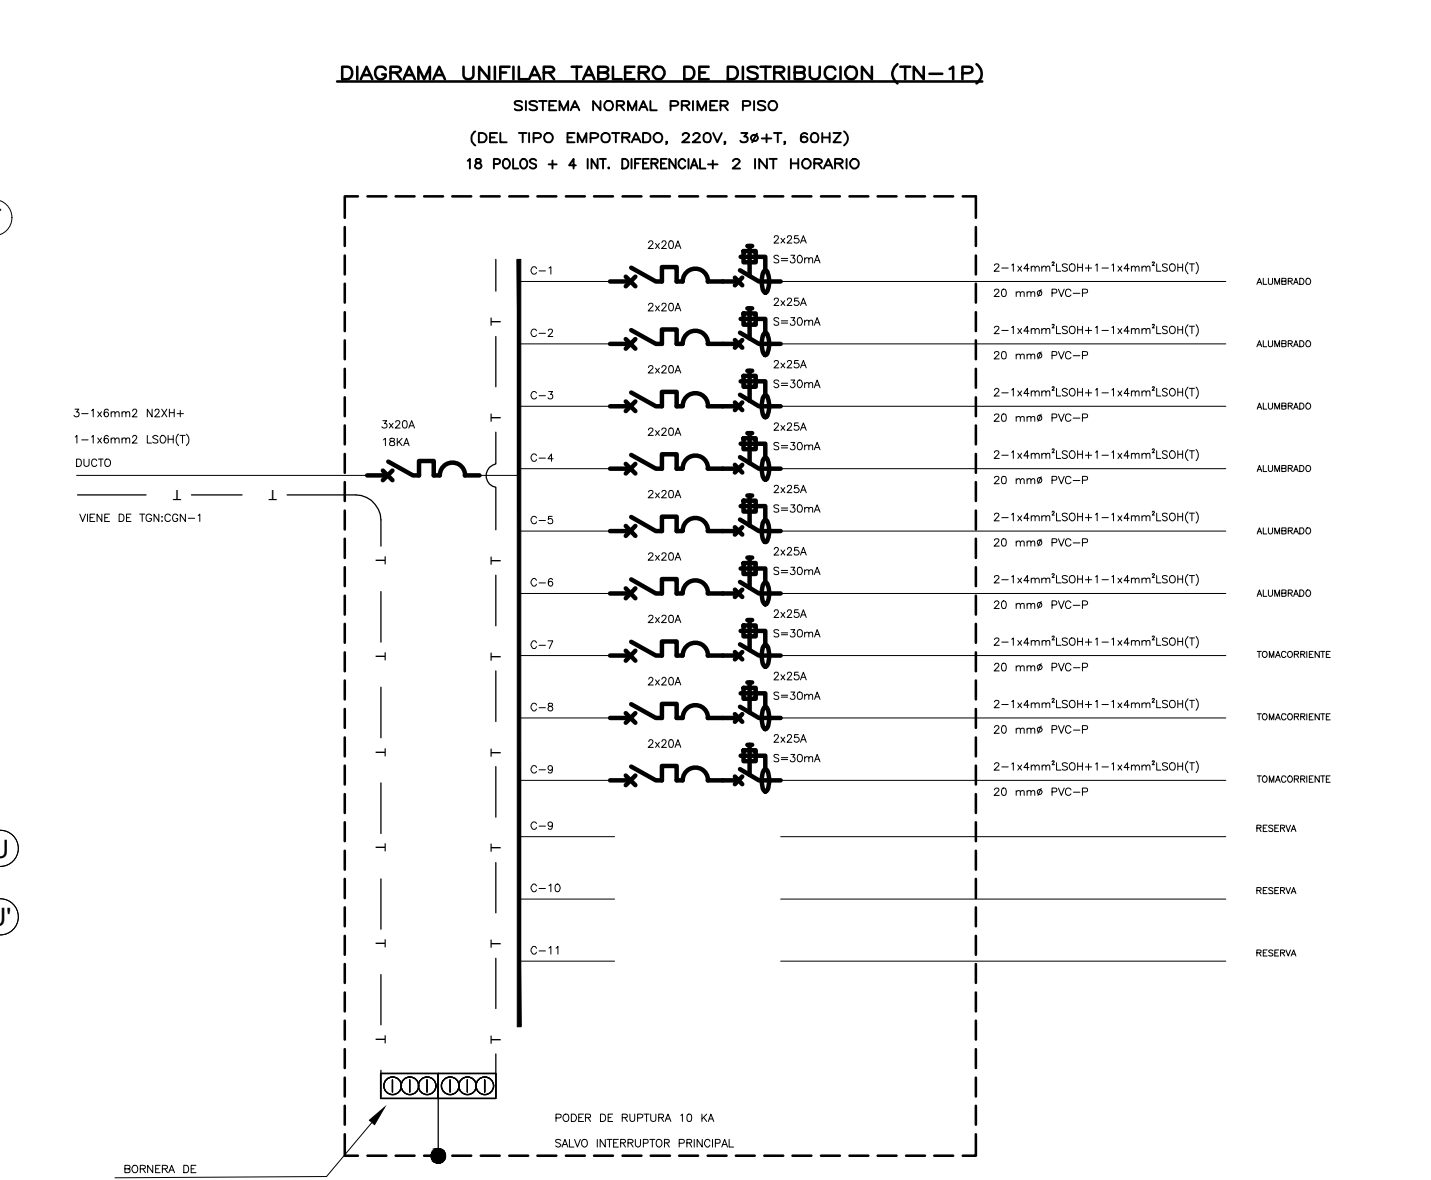 DIAGRAMA UNIFILAR TABLERO DE DISTRIBUCION (TN-1P)
SISTEMA NORMAL PRIMER PISO
(DEL TIPO EMPOTRADO, 220V, 3ø+T, 60HZ)
18 POLOS + 4 INT. DIFERENCIAL+ 2 INT HORARIO
3-1x6mm2 N2XH+
1-1x6mm2 LSOH(T)
DUCTO
VIENE DE TGN:CGN-1
3x20A
18KA
C-1
2x20A
2x25A
S=30mA
2-1x4mm²LSOH+1-1x4mm²LSOH(T)
20 mmø PVC-P
ALUMBRADO
C-2
2x20A
2x25A
S=30mA
2-1x4mm²LSOH+1-1x4mm²LSOH(T)
20 mmø PVC-P
ALUMBRADO
C-3
2x20A
2x25A
S=30mA
2-1x4mm²LSOH+1-1x4mm²LSOH(T)
20 mmø PVC-P
ALUMBRADO
C-4
2x20A
2x25A
S=30mA
2-1x4mm²LSOH+1-1x4mm²LSOH(T)
20 mmø PVC-P
ALUMBRADO
C-5
2x20A
2x25A
S=30mA
2-1x4mm²LSOH+1-1x4mm²LSOH(T)
20 mmø PVC-P
ALUMBRADO
C-6
2x20A
2x25A
S=30mA
2-1x4mm²LSOH+1-1x4mm²LSOH(T)
20 mmø PVC-P
ALUMBRADO
C-7
2x20A
2x25A
S=30mA
2-1x4mm²LSOH+1-1x4mm²LSOH(T)
20 mmø PVC-P
TOMACORRIENTE
C-8
2x20A
2x25A
S=30mA
2-1x4mm²LSOH+1-1x4mm²LSOH(T)
20 mmø PVC-P
TOMACORRIENTE
C-9
2x20A
2x25A
S=30mA
2-1x4mm²LSOH+1-1x4mm²LSOH(T)
20 mmø PVC-P
TOMACORRIENTE
C-9
RESERVA
C-10
RESERVA
C-11
RESERVA
PODER DE RUPTURA 10 KA
SALVO INTERRUPTOR PRINCIPAL
BORNERA DE